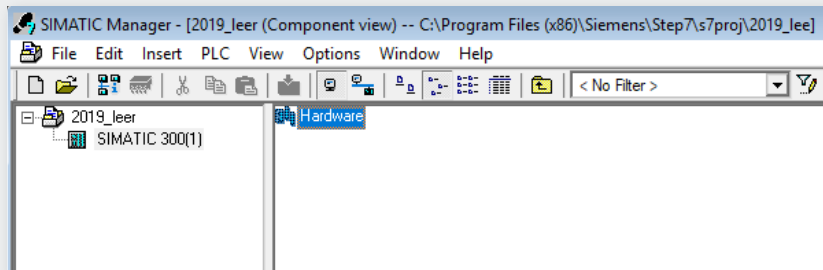 SIMATIC Manager - [2019_leer (Component view) -- C:\Program Files (x86)\Siemens\Step7\s7proj\2019_lee]
File Edit Insert PLC View Options Window Help
< No Filter >
2019_leer
SIMATIC 300(1)
Hardware